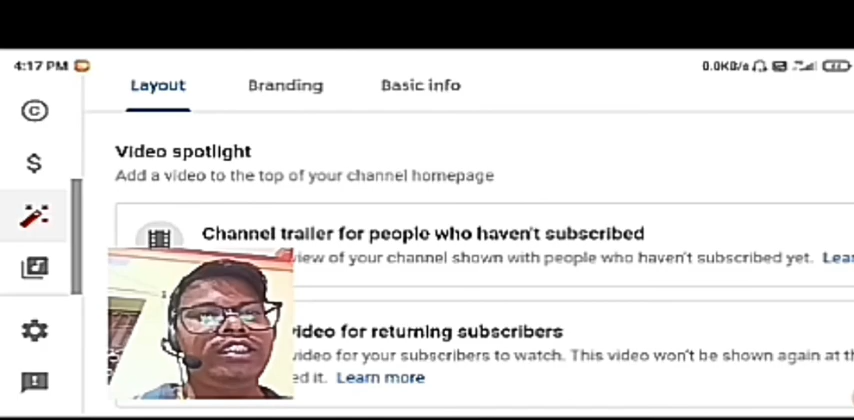 4:17 PM
0.0KB/s
Layout Branding Basic info
Video spotlight
Add a video to the top of your channel homepage
Channel trailer for people who haven't subscribed
view of your channel shown with people who haven't subscribed yet. Lear
video for returning subscribers
video for your subscribers to watch. This video won't be shown again at th
ed it. Learn more